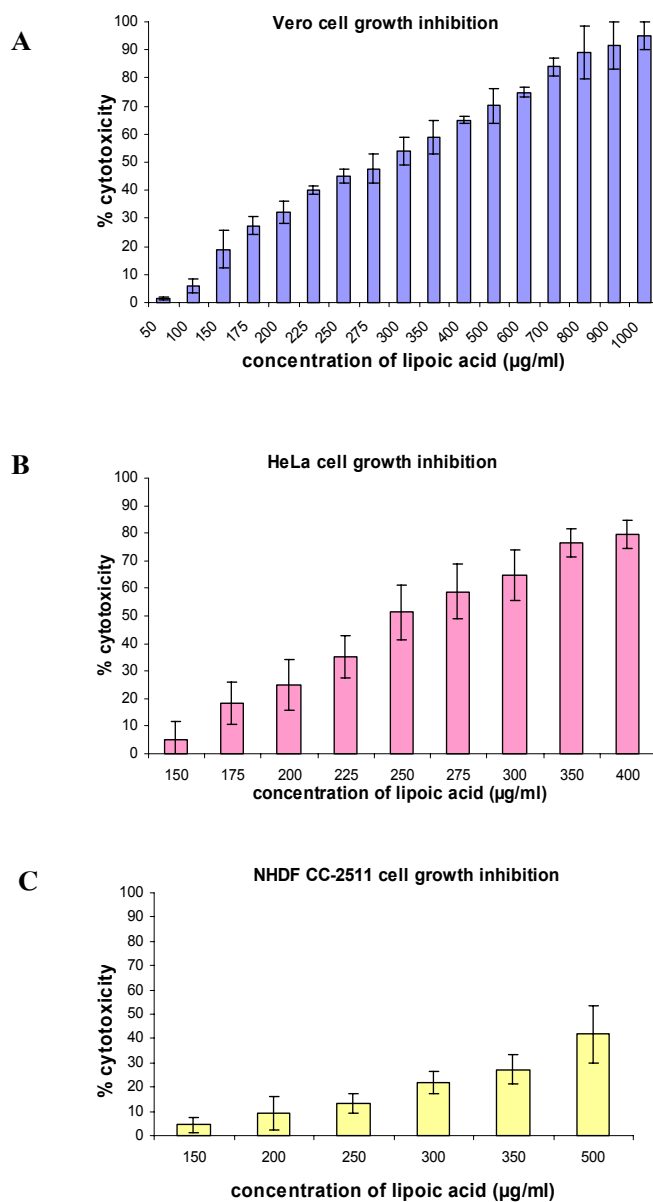 A
Vero cell growth inhibition
% cytotoxicity
100
90
80
70
60
50
40
30
20
10
0
50 100 150 175 200 225 250 275 300 350 400 500 600 700 800 900 1000
concentration of lipoic acid (µg/ml)
B
HeLa cell growth inhibition
% cytotoxicity
100
90
80
70
60
50
40
30
20
10
0
150 175 200 225 250 275 300 350 400
concentration of lipoic acid (µg/ml)
C
NHDF CC-2511 cell growth inhibition
% cytotoxicity
100
90
80
70
60
50
40
30
20
10
0
150 200 250 300 350 500
concentration of lipoic acid (µg/ml)